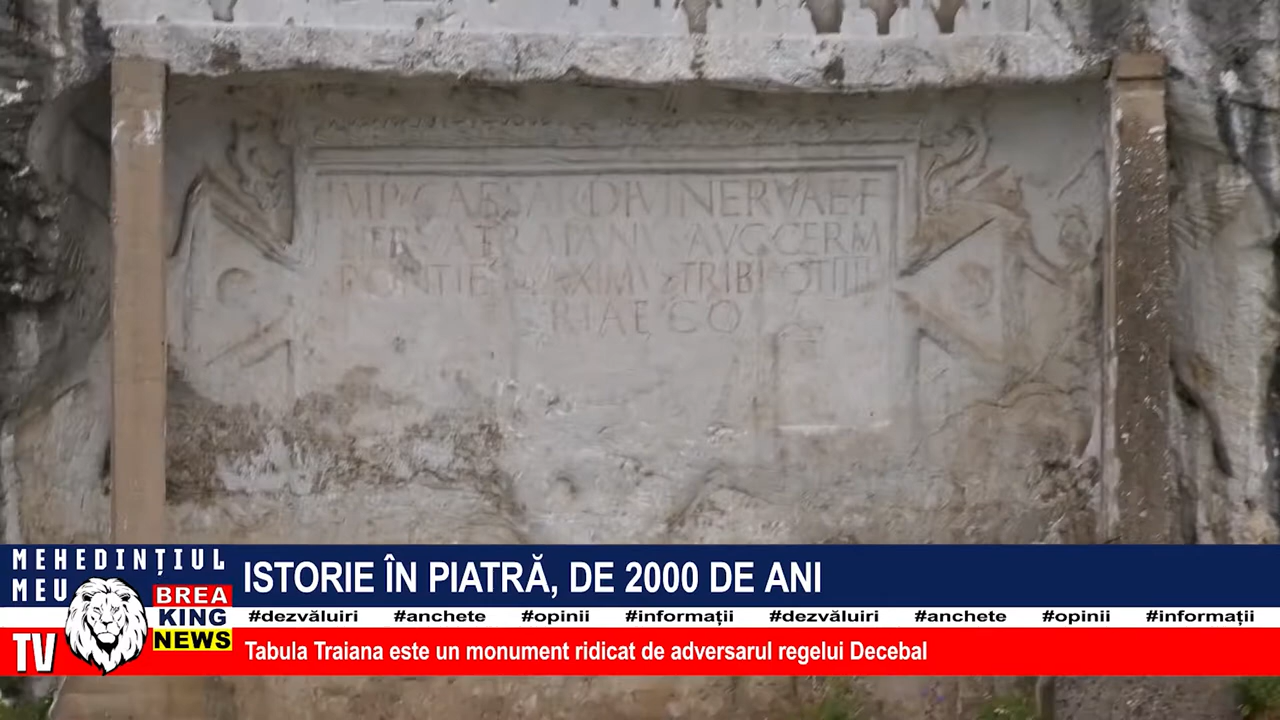 IMP CAESAR DIVI NERVAE F
NERVA TRAIANVS AVG GERM
PONTIF MAXIMVS TRIB POT IIII
RIAE CO
MEHEDINȚIUL
MEU
TV
BREA
KING
NEWS
ISTORIE ÎN PIATRĂ, DE 2000 DE ANI
#dezvăluiri #anchete #opinii #informații #dezvăluiri #anchete #opinii #informații
Tabula Traiana este un monument ridicat de adversarul regelui Decebal